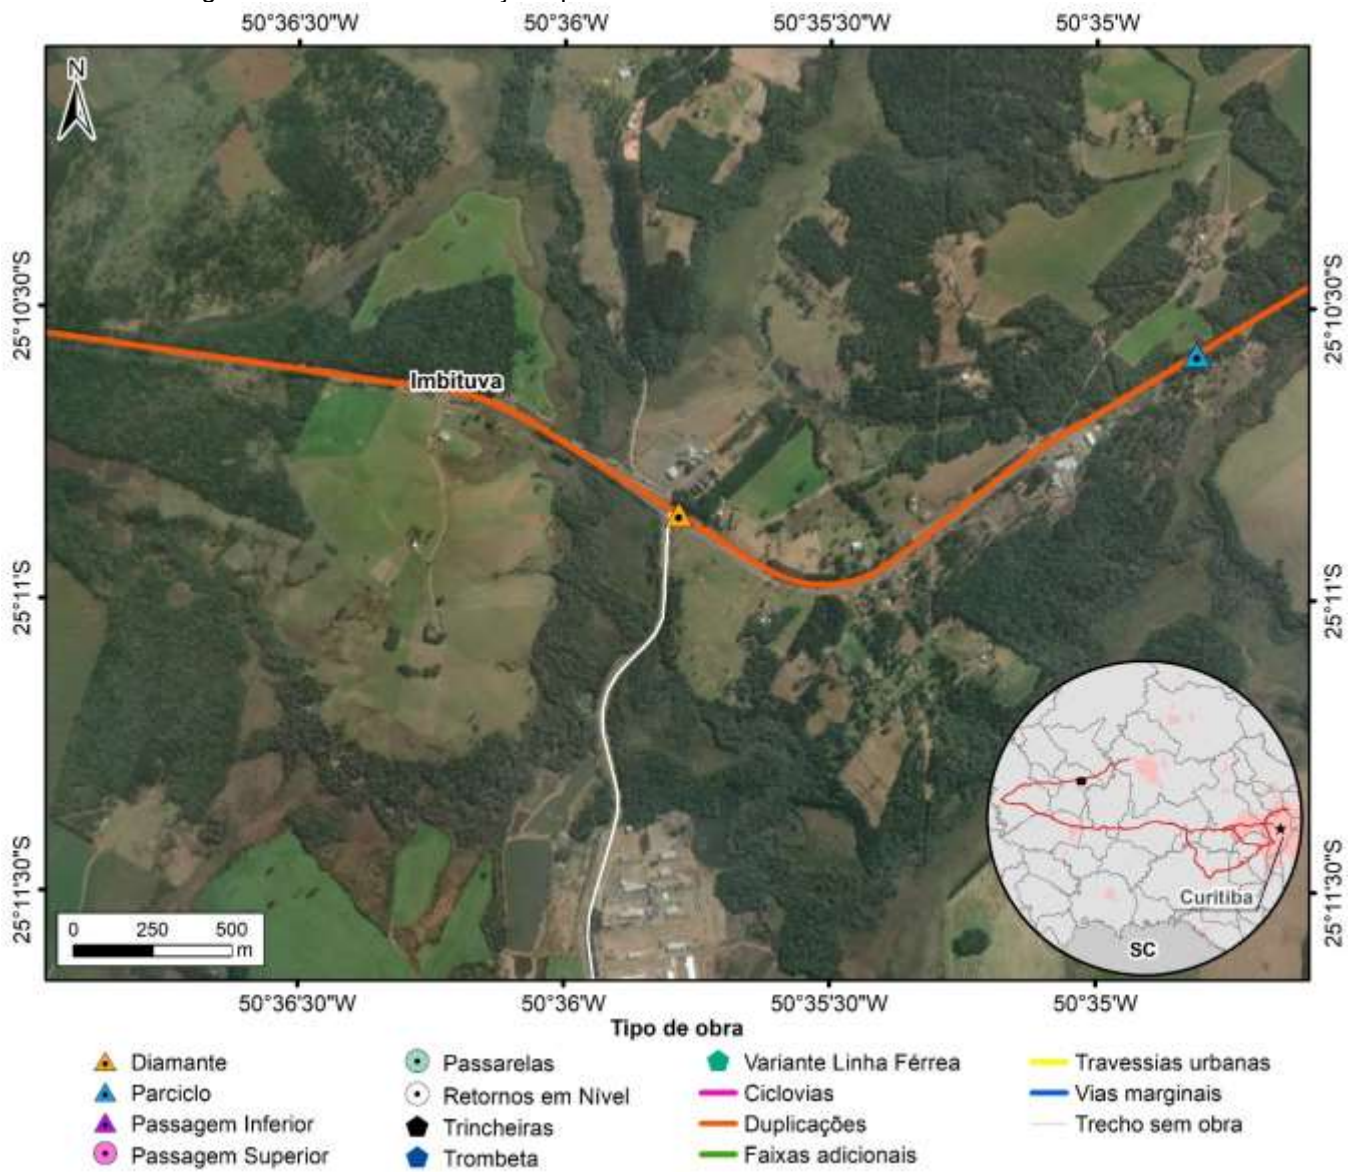 50°36'30"W 50°36'W 50°35'30"W 50°35'W
N
25°10'30"S 25°10'30"S
Imbituva
25°11'S 25°11'S
25°11'30"S 25°11'30"S
Curitiba
SC
0 250 500
m
50°36'30"W 50°36'W 50°35'30"W 50°35'W
Tipo de obra
Diamante Passarelas Variante Linha Férrea Travessias urbanas
Parciclo Retornos em Nível Ciclovias Vias marginais
Passagem Inferior Trincheiras Duplicações Trecho sem obra
Passagem Superior Trombeta Faixas adicionais